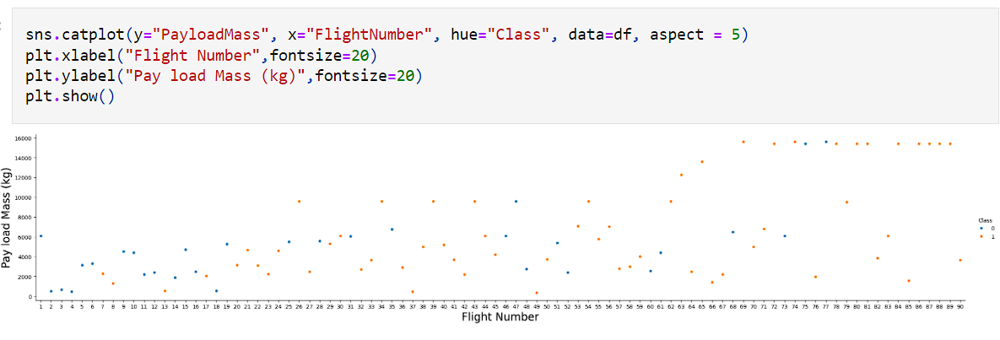 sns.catplot(y="PayloadMass", x="FlightNumber", hue="Class", data=df, aspect = 5)
plt.xlabel("Flight Number",fontsize=20)
plt.ylabel("Pay load Mass (kg)",fontsize=20)
plt.show()
16000
14000
12000
10000
8000
6000
4000
2000
0
Pay load Mass (kg)
Class
0
1
1 2 3 4 5 6 7 8 9 10 11 12 13 14 15 16 17 18 19 20 21 22 23 24 25 26 27 28 29 30 31 32 33 34 35 36 37 38 39 40 41 42 43 44 45 46 47 48 49 50 51 52 53 54 55 56 57 58 59 60 61 62 63 64 65 66 67 68 69 70 71 72 73 74 75 76 77 78 79 80 81 82 83 84 85 86 87 88 89 90
Flight Number